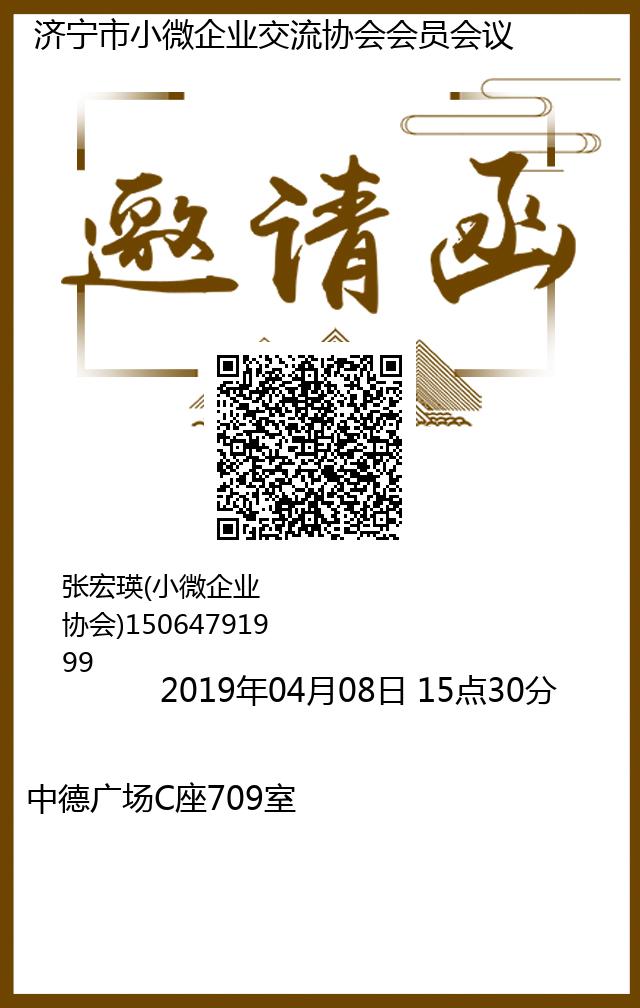 济宁市小微企业交流协会会员会议
邀请函
张宏瑛(小微企业
协会)150647919
99
2019年04月08日 15点30分
中德广场C座709室